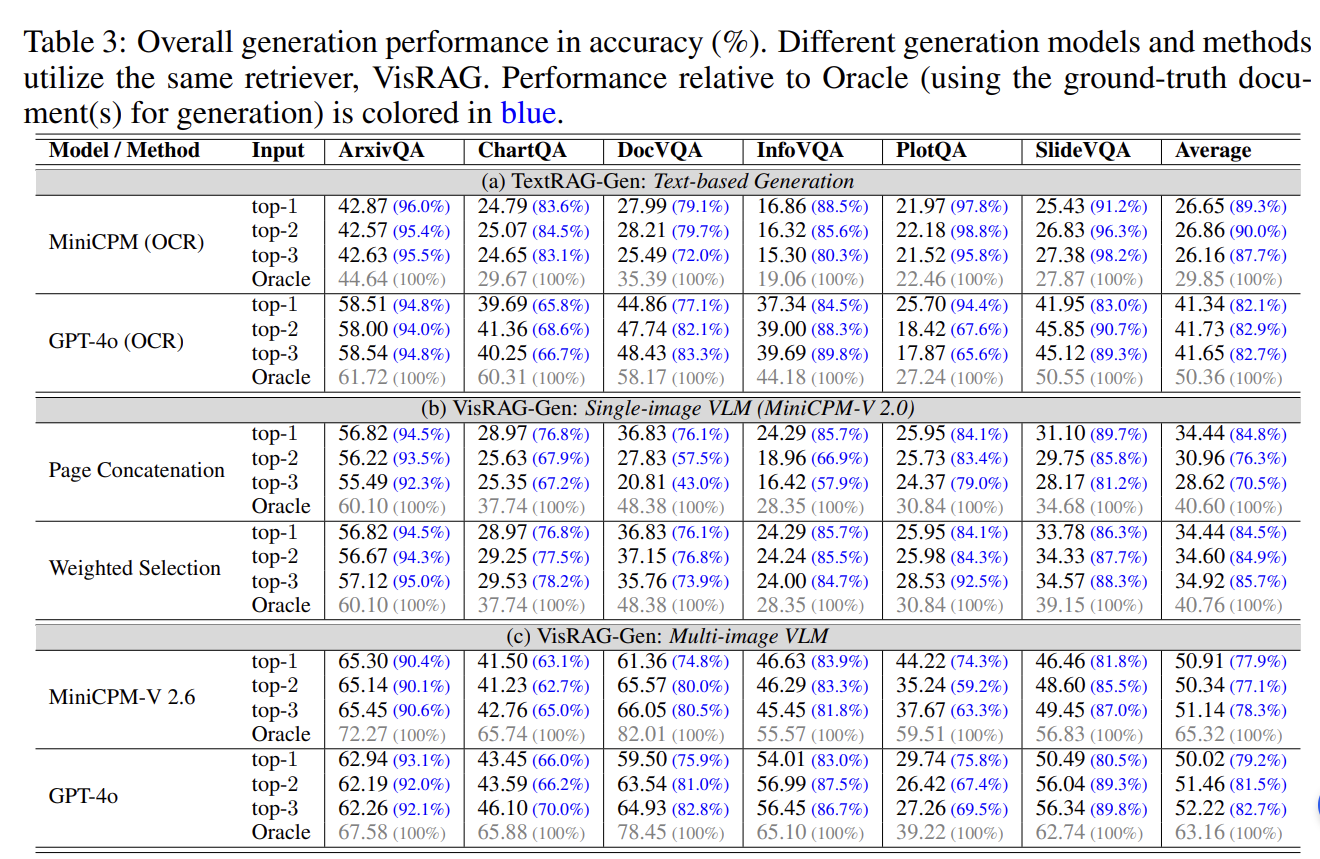 Table 3: Overall generation performance in accuracy (%). Different generation models and methods
utilize the same retriever, VisRAG. Performance relative to Oracle (using the ground-truth docu-
ment(s) for generation) is colored in blue.
Model / Method Input ArxivQA ChartQA DocVQA InfoVQA PlotQA SlideVQA Average
(a) TextRAG-Gen: Text-based Generation
top-1 42.87 (96.0%) 24.79 (83.6%) 27.99 (79.1%) 16.86 (88.5%) 21.97 (97.8%) 25.43 (91.2%) 26.65 (89.3%)
top-2 42.57 (95.4%) 25.07 (84.5%) 28.21 (79.7%) 16.32 (85.6%) 22.18 (98.8%) 26.83 (96.3%) 26.86 (90.0%)
MiniCPM (OCR)
top-3 42.63 (95.5%) 24.65 (83.1%) 25.49 (72.0%) 15.30 (80.3%) 21.52 (95.8%) 27.38 (98.2%) 26.16 (87.7%)
Oracle 44.64 (100%) 29.67 (100%) 35.39 (100%) 19.06 (100%) 22.46 (100%) 27.87 (100%) 29.85 (100%)
top-1 58.51 (94.8%) 39.69 (65.8%) 44.86 (77.1%) 37.34 (84.5%) 25.70 (94.4%) 41.95 (83.0%) 41.34 (82.1%)
top-2 58.00 (94.0%) 41.36 (68.6%) 47.74 (82.1%) 39.00 (88.3%) 18.42 (67.6%) 45.85 (90.7%) 41.73 (82.9%)
GPT-4o (OCR)
top-3 58.54 (94.8%) 40.25 (66.7%) 48.43 (83.3%) 39.69 (89.8%) 17.87 (65.6%) 45.12 (89.3%) 41.65 (82.7%)
Oracle 61.72 (100%) 60.31 (100%) 58.17 (100%) 44.18 (100%) 27.24 (100%) 50.55 (100%) 50.36 (100%)
(b) VisRAG-Gen: Single-image VLM (MiniCPM-V 2.0)
top-1 56.82 (94.5%) 28.97 (76.8%) 36.83 (76.1%) 24.29 (85.7%) 25.95 (84.1%) 31.10 (89.7%) 34.44 (84.8%)
top-2 56.22 (93.5%) 25.63 (67.9%) 27.83 (57.5%) 18.96 (66.9%) 25.73 (83.4%) 29.75 (85.8%) 30.96 (76.3%)
Page Concatenation
top-3 55.49 (92.3%) 25.35 (67.2%) 20.81 (43.0%) 16.42 (57.9%) 24.37 (79.0%) 28.17 (81.2%) 28.62 (70.5%)
Oracle 60.10 (100%) 37.74 (100%) 48.38 (100%) 28.35 (100%) 30.84 (100%) 34.68 (100%) 40.60 (100%)
top-1 56.82 (94.5%) 28.97 (76.8%) 36.83 (76.1%) 24.29 (85.7%) 25.95 (84.1%) 33.78 (86.3%) 34.44 (84.5%)
top-2 56.67 (94.3%) 29.25 (77.5%) 37.15 (76.8%) 24.24 (85.5%) 25.98 (84.3%) 34.33 (87.7%) 34.60 (84.9%)
Weighted Selection
top-3 57.12 (95.0%) 29.53 (78.2%) 35.76 (73.9%) 24.00 (84.7%) 28.53 (92.5%) 34.57 (88.3%) 34.92 (85.7%)
Oracle 60.10 (100%) 37.74 (100%) 48.38 (100%) 28.35 (100%) 30.84 (100%) 39.15 (100%) 40.76 (100%)
(c) VisRAG-Gen: Multi-image VLM
top-1 65.30 (90.4%) 41.50 (63.1%) 61.36 (74.8%) 46.63 (83.9%) 44.22 (74.3%) 46.46 (81.8%) 50.91 (77.9%)
top-2 65.14 (90.1%) 41.23 (62.7%) 65.57 (80.0%) 46.29 (83.3%) 35.24 (59.2%) 48.60 (85.5%) 50.34 (77.1%)
MiniCPM-V 2.6
top-3 65.45 (90.6%) 42.76 (65.0%) 66.05 (80.5%) 45.45 (81.8%) 37.67 (63.3%) 49.45 (87.0%) 51.14 (78.3%)
Oracle 72.27 (100%) 65.74 (100%) 82.01 (100%) 55.57 (100%) 59.51 (100%) 56.83 (100%) 65.32 (100%)
top-1 62.94 (93.1%) 43.45 (66.0%) 59.50 (75.9%) 54.01 (83.0%) 29.74 (75.8%) 50.49 (80.5%) 50.02 (79.2%)
top-2 62.19 (92.0%) 43.59 (66.2%) 63.54 (81.0%) 56.99 (87.5%) 26.42 (67.4%) 56.04 (89.3%) 51.46 (81.5%)
GPT-4o
top-3 62.26 (92.1%) 46.10 (70.0%) 64.93 (82.8%) 56.45 (86.7%) 27.26 (69.5%) 56.34 (89.8%) 52.22 (82.7%)
Oracle 67.58 (100%) 65.88 (100%) 78.45 (100%) 65.10 (100%) 39.22 (100%) 62.74 (100%) 63.16 (100%)